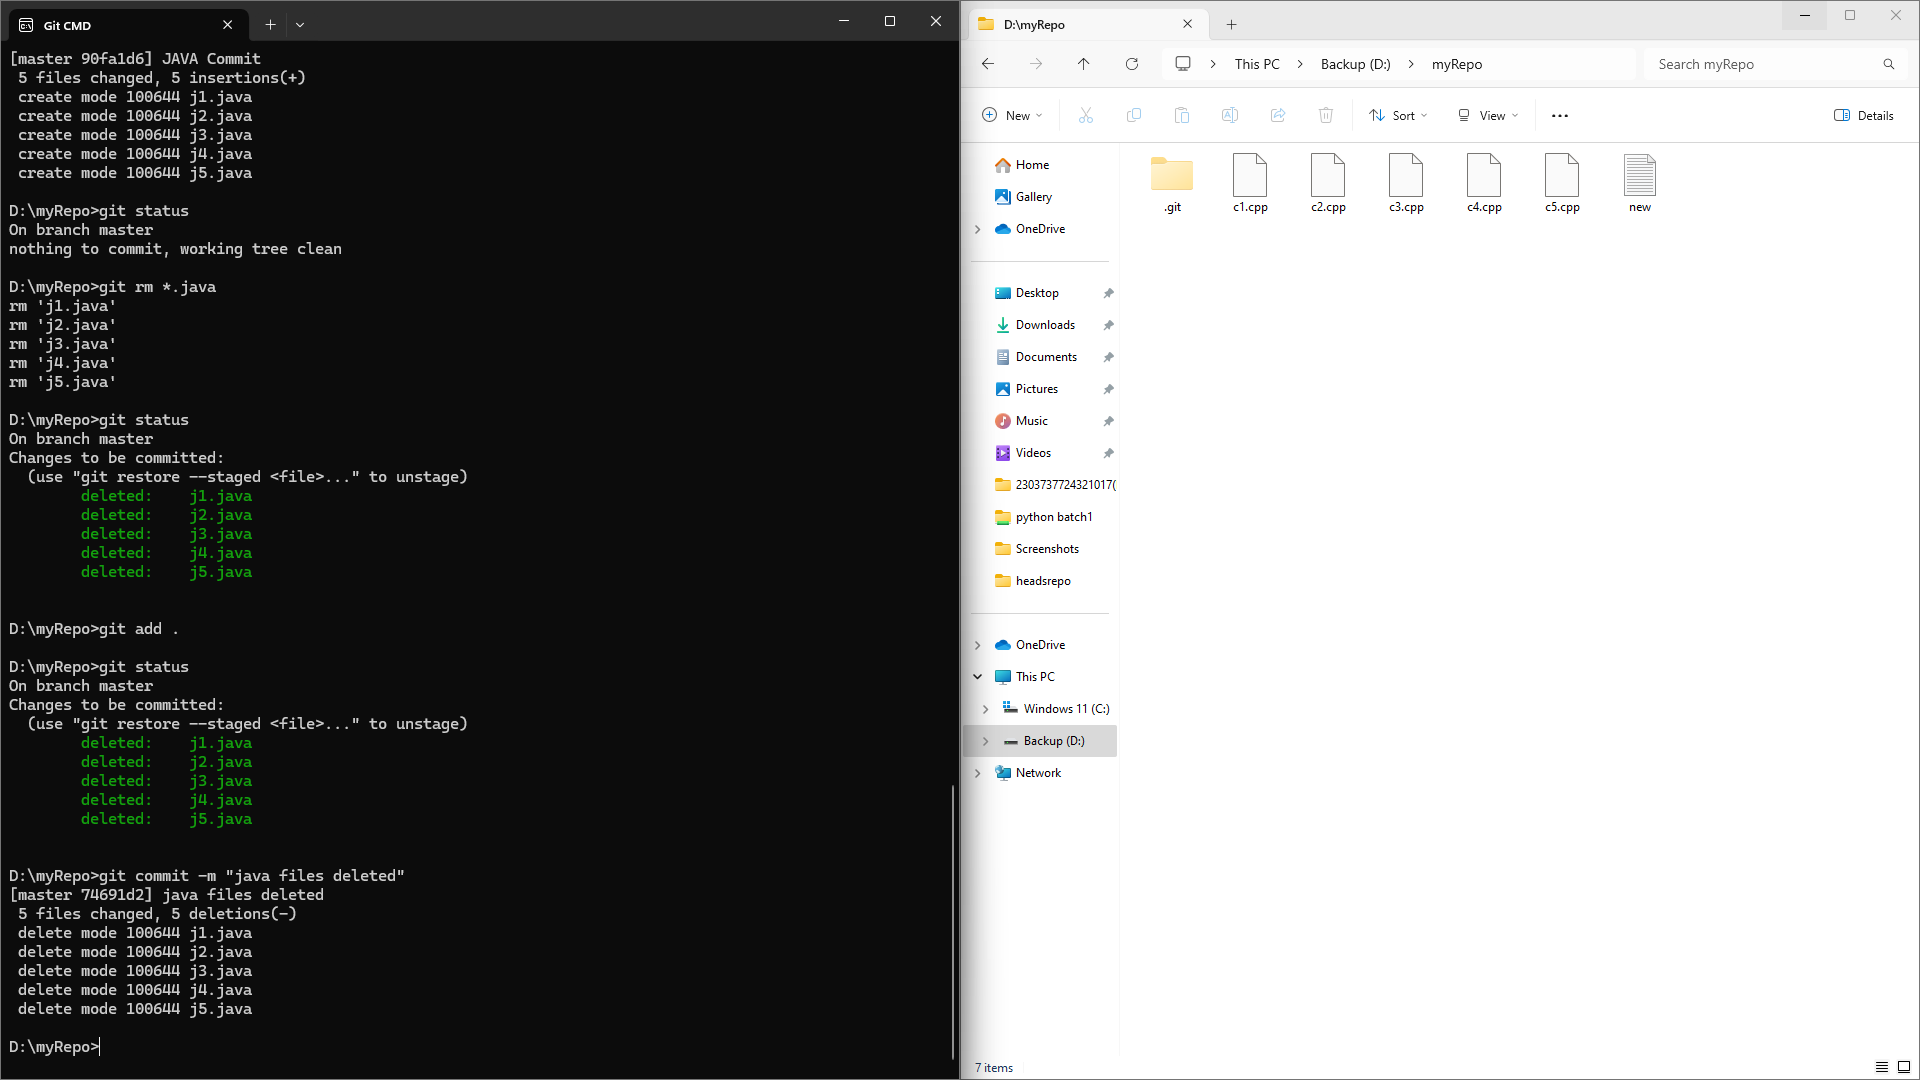 Git CMD
[master 90fa1d6] JAVA Commit
 5 files changed, 5 insertions(+)
 create mode 100644 j1.java
 create mode 100644 j2.java
 create mode 100644 j3.java
 create mode 100644 j4.java
 create mode 100644 j5.java
D:\myRepo>git status
On branch master
nothing to commit, working tree clean
D:\myRepo>git rm *.java
rm 'j1.java'
rm 'j2.java'
rm 'j3.java'
rm 'j4.java'
rm 'j5.java'
D:\myRepo>git status
On branch master
Changes to be committed:
  (use "git restore --staged <file>..." to unstage)
        deleted:    j1.java
        deleted:    j2.java
        deleted:    j3.java
        deleted:    j4.java
        deleted:    j5.java
D:\myRepo>git add .
D:\myRepo>git status
On branch master
Changes to be committed:
  (use "git restore --staged <file>..." to unstage)
        deleted:    j1.java
        deleted:    j2.java
        deleted:    j3.java
        deleted:    j4.java
        deleted:    j5.java
D:\myRepo>git commit -m "java files deleted"
[master 74691d2] java files deleted
 5 files changed, 5 deletions(-)
 delete mode 100644 j1.java
 delete mode 100644 j2.java
 delete mode 100644 j3.java
 delete mode 100644 j4.java
 delete mode 100644 j5.java
D:\myRepo>
D:\myRepo
This PC > Backup (D:) > myRepo
Search myRepo
New
Sort
View
Details
Home
Gallery
OneDrive
Desktop
Downloads
Documents
Pictures
Music
Videos
2303737724321017(
python batch1
Screenshots
headsrepo
OneDrive
This PC
Windows 11 (C:)
Backup (D:)
Network
.git
c1.cpp
c2.cpp
c3.cpp
c4.cpp
c5.cpp
new
7 items